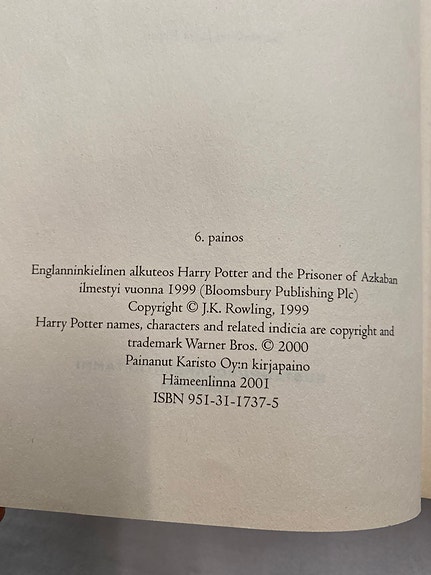 6. painos
Englanninkielinen alkuteos Harry Potter and the Prisoner of Azkaban
ilmestyi vuonna 1999 (Bloomsbury Publishing Plc)
Copyright © J.K. Rowling, 1999
Harry Potter names, characters and related indicia are copyright and
trademark Warner Bros. © 2000
Painanut Karisto Oy:n kirjapaino
Hämeenlinna 2001
ISBN 951-31-1737-5